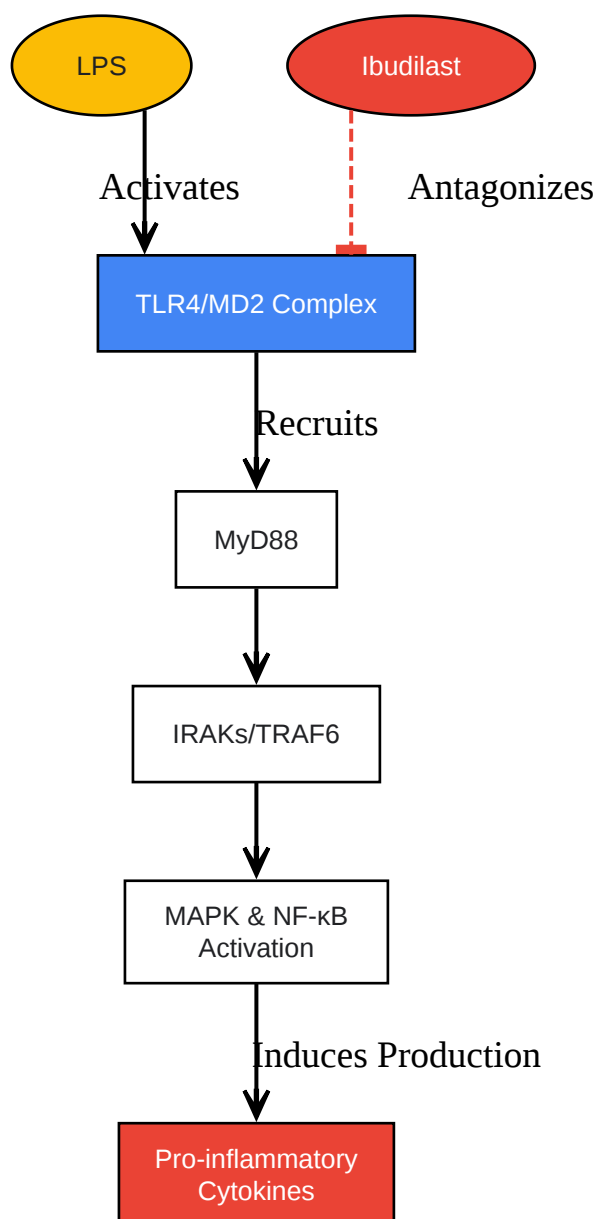 LPS
Ibudilast
Activates
Antagonizes
TLR4/MD2 Complex
Recruits
MyD88
IRAKs/TRAF6
MAPK & NF-κB
Activation
Induces Production
Pro-inflammatory
Cytokines